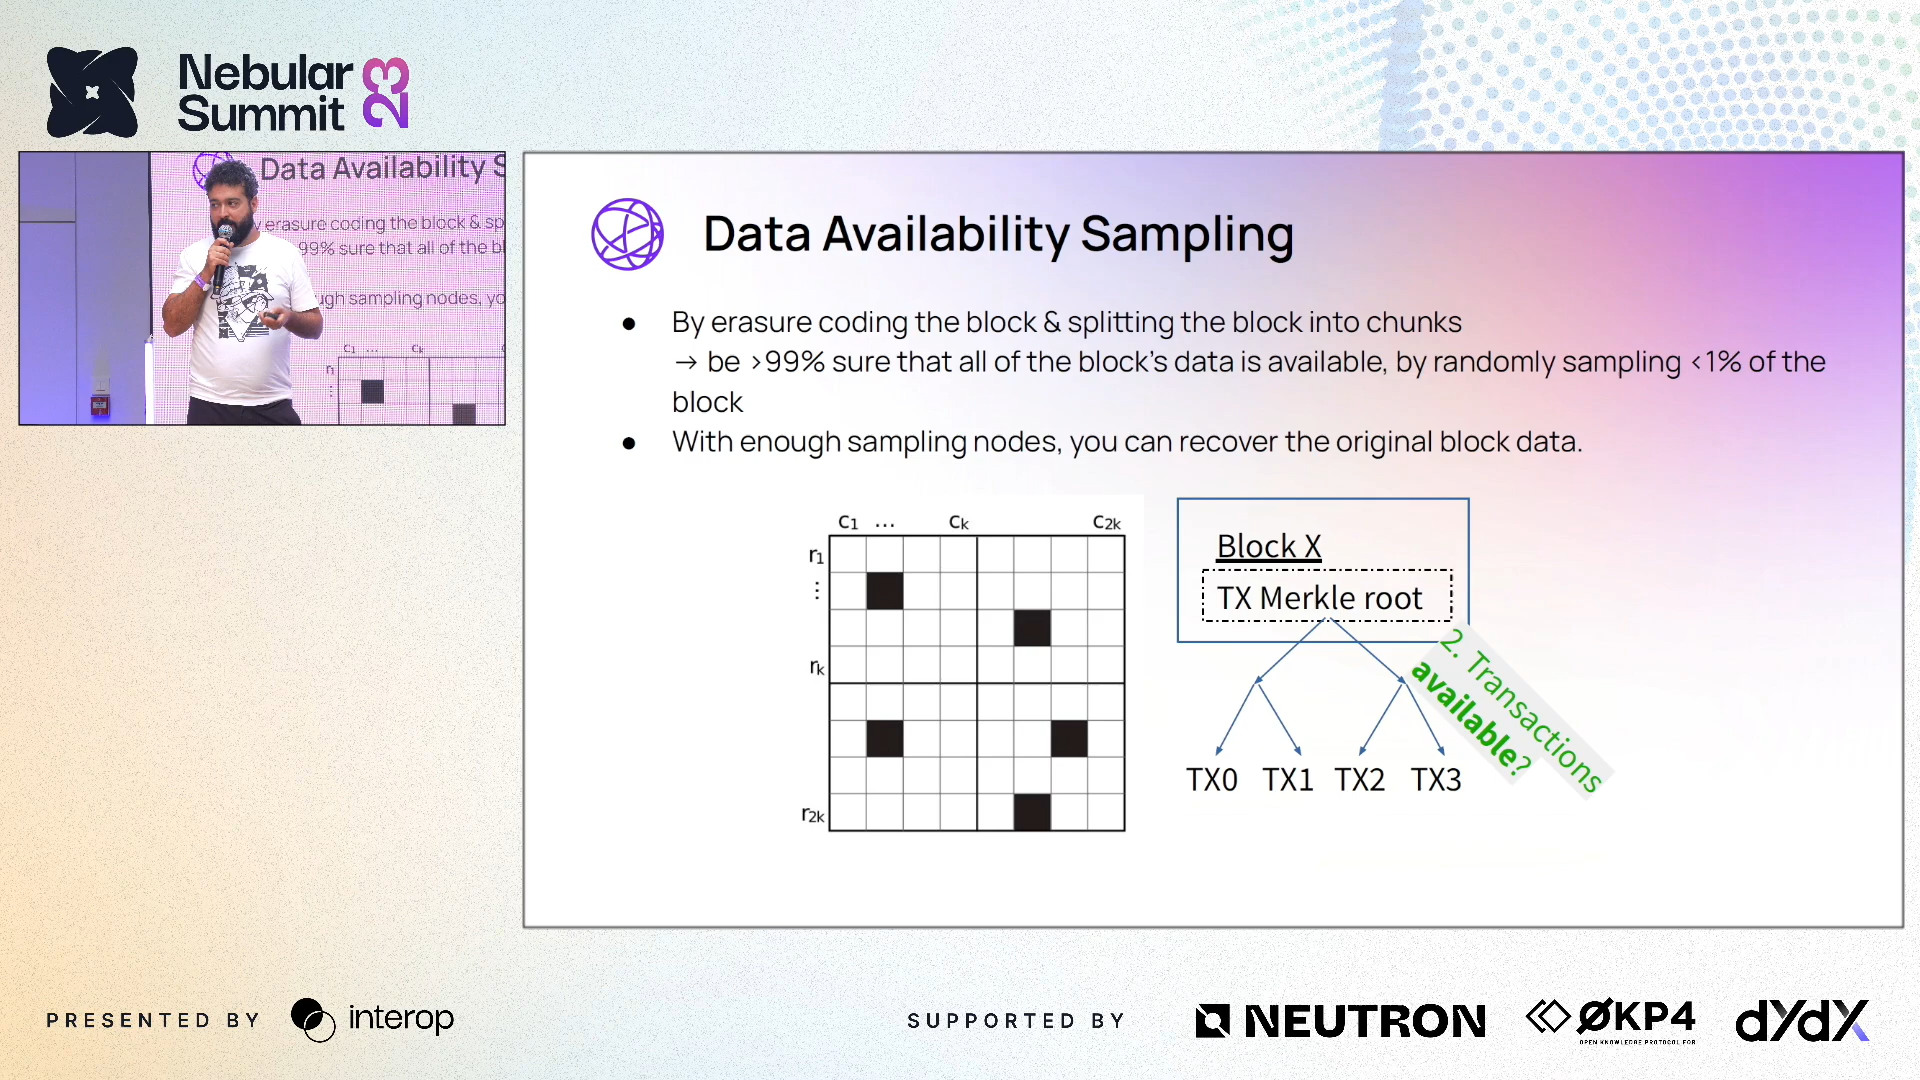 Nebular
Summit
23
Data Availability S
erasure coding the block & sp
99% sure that all of the bl
ugh sampling nodes, yo
c1 ... ck
r1
⋮
Data Availability Sampling
● By erasure coding the block & splitting the block into chunks
→ be >99% sure that all of the block's data is available, by randomly sampling <1% of the
block
● With enough sampling nodes, you can recover the original block data.
c1 ... ck c2k
r1
⋮
rk
r2k
Block X
TX Merkle root
2. Transactions
available?
TX0 TX1 TX2 TX3
PRESENTED BY interop
SUPPORTED BY
NEUTRON
ØKP4
OPEN KNOWLEDGE PROTOCOL FOR
dYdX